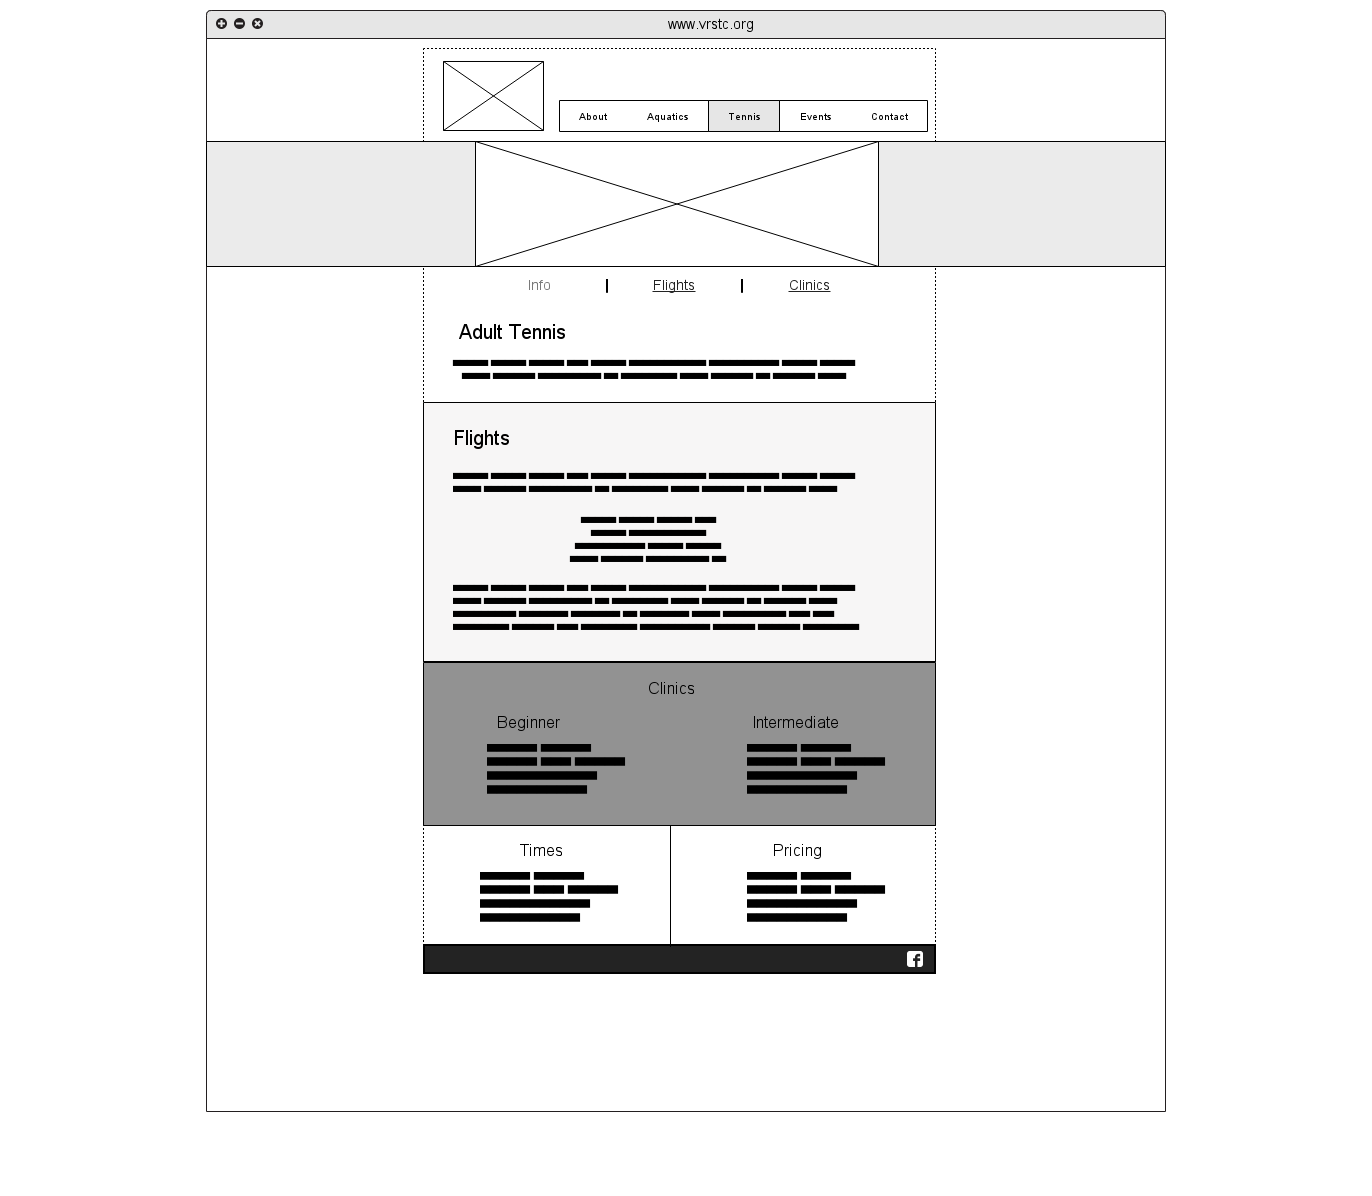 www.vrstc.org
About Aquatics Tennis Events Contact
Info Flights Clinics
Adult Tennis
Flights
Clinics
Beginner Intermediate
Times Pricing